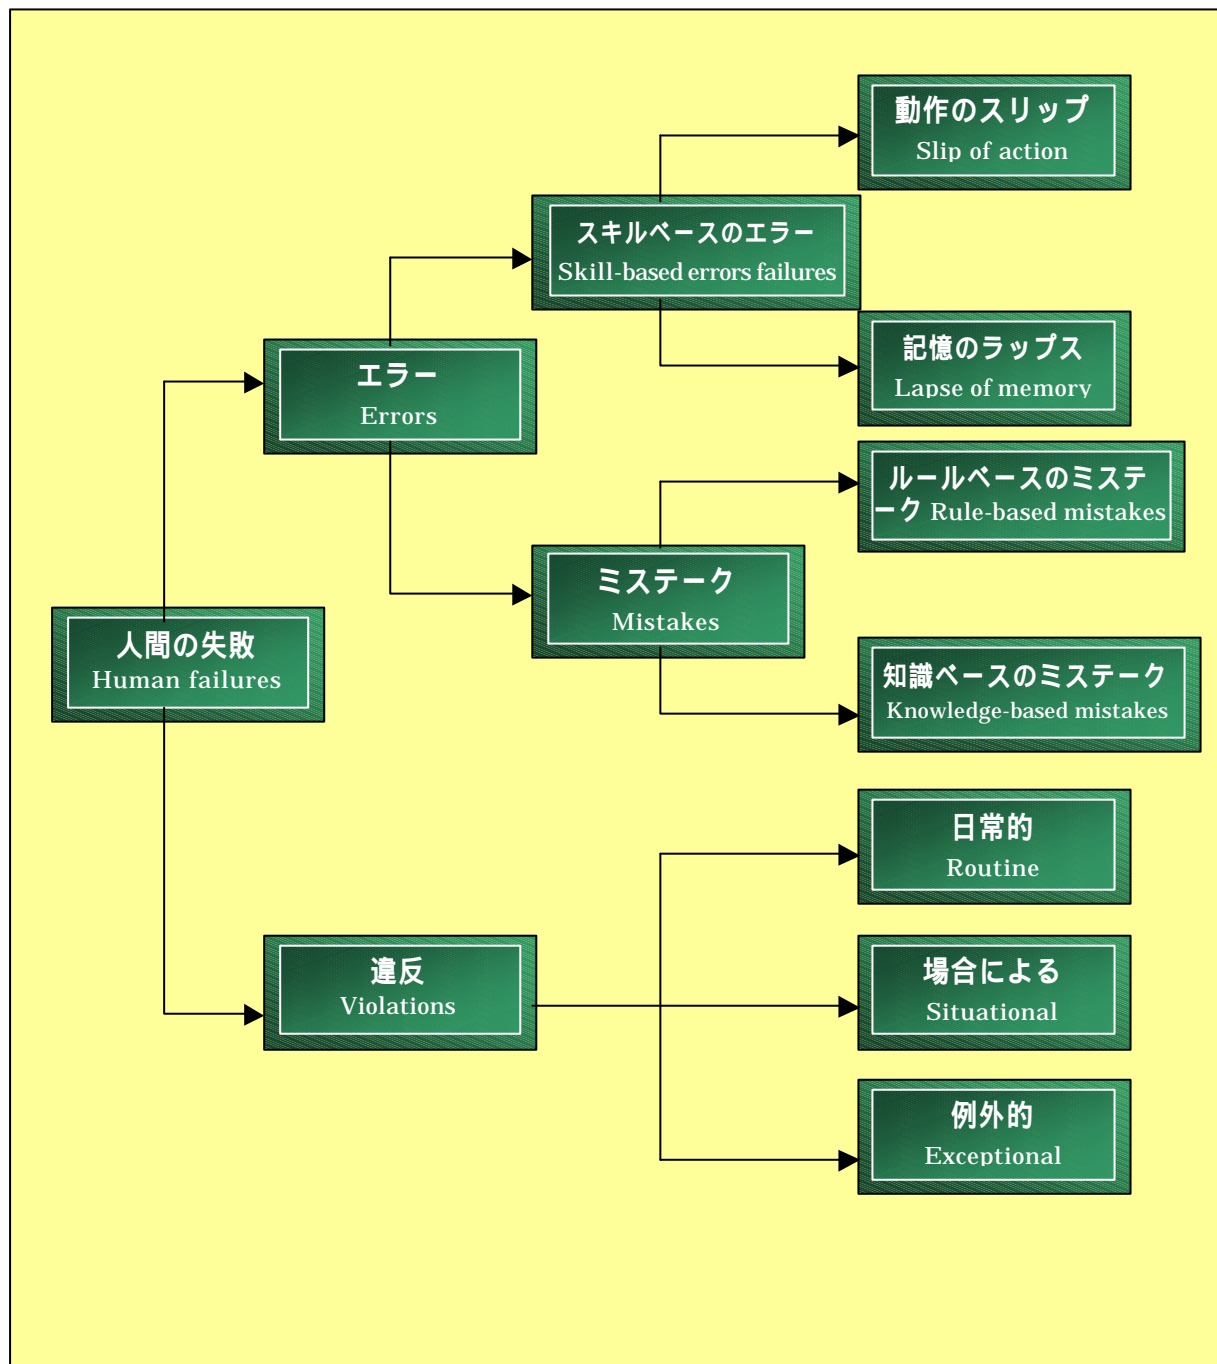 動作のスリップ
Slip of action
スキルベースのエラー
Skill-based errors failures
記憶のラップス
Lapse of memory
エラー
Errors
ルールベースのミステ
ーク Rule-based mistakes
ミステーク
Mistakes
人間の失敗
Human failures
知識ベースのミステーク
Knowledge-based mistakes
日常的
Routine
違反
Violations
場合による
Situational
例外的
Exceptional